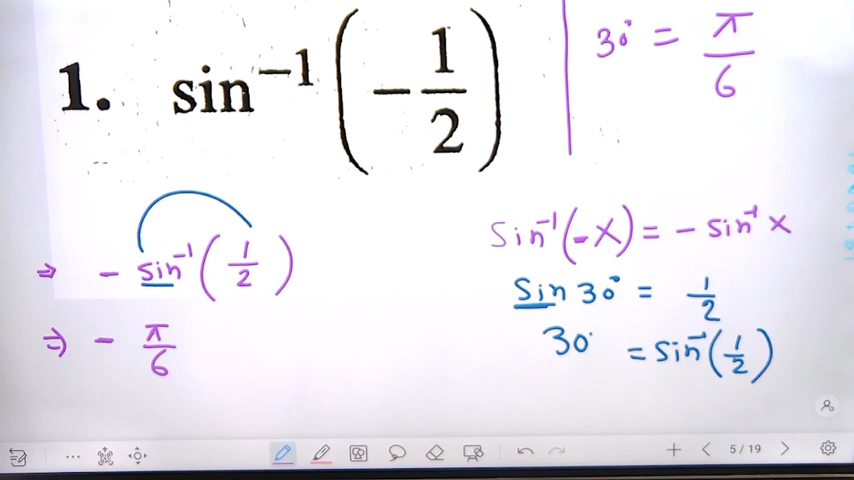 1. sin⁻¹(−1/2)
30° = π/6
sin⁻¹(-x) = - sin⁻¹ x
⇒ - sin⁻¹(1/2)
sin 30° = 1/2
30° = sin⁻¹(1/2)
⇒ - π/6
5 / 19